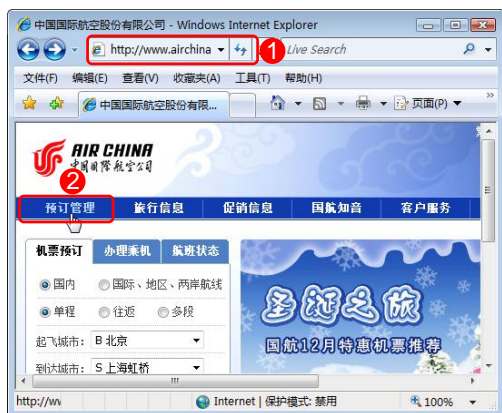 中国国际航空股份有限公司 - Windows Internet Explorer
http://www.airchina
1
Live Search
文件(F) 编辑(E) 查看(V) 收藏夹(A) 工具(T) 帮助(H)
中国国际航空股份有限...
页面(P)
AIR CHINA
中国国际航空公司
2
预订管理 旅行信息 促销信息 国航知音 客户服务
机票预订 办理乘机 航班状态
国内 国际、地区、两岸航线
单程 往返 多段
起飞城市: B北京
到达城市: S上海虹桥
圣诞之旅
国航12月特惠机票推荐
http://w
Internet | 保护模式: 禁用
100%